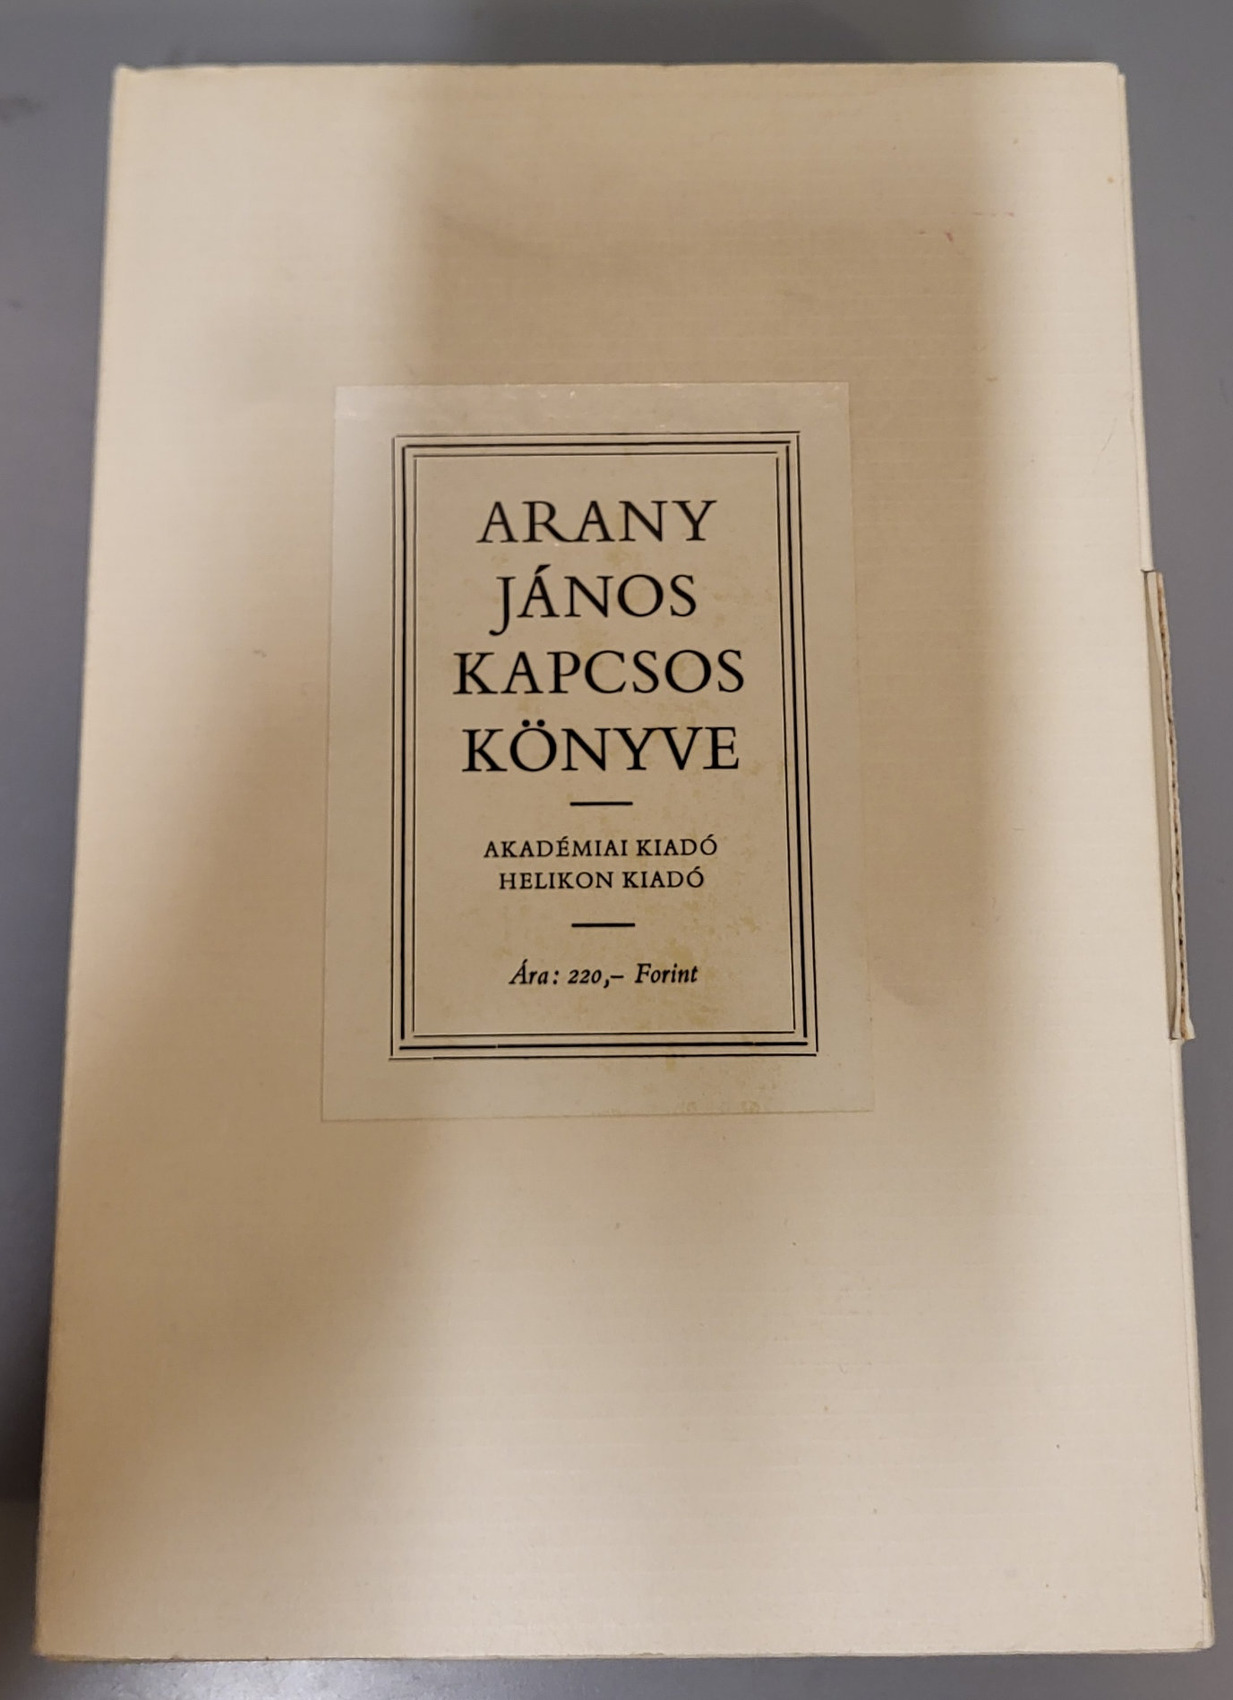 ARANY
JÁNOS
KAPCSOS
KÖNYVE
AKADÉMIAI KIADÓ
HELIKON KIADÓ
Ára: 220,– Forint